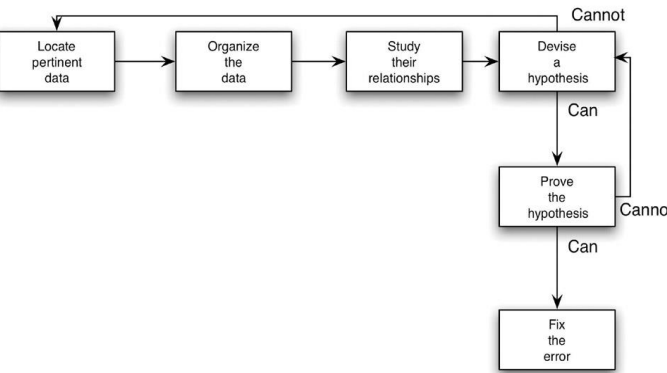 Cannot
Locate
pertinent
data
Organize
the
data
Study
their
relationships
Devise
a
hypothesis
Can
Prove
the
hypothesis
Canno
Can
Fix
the
error